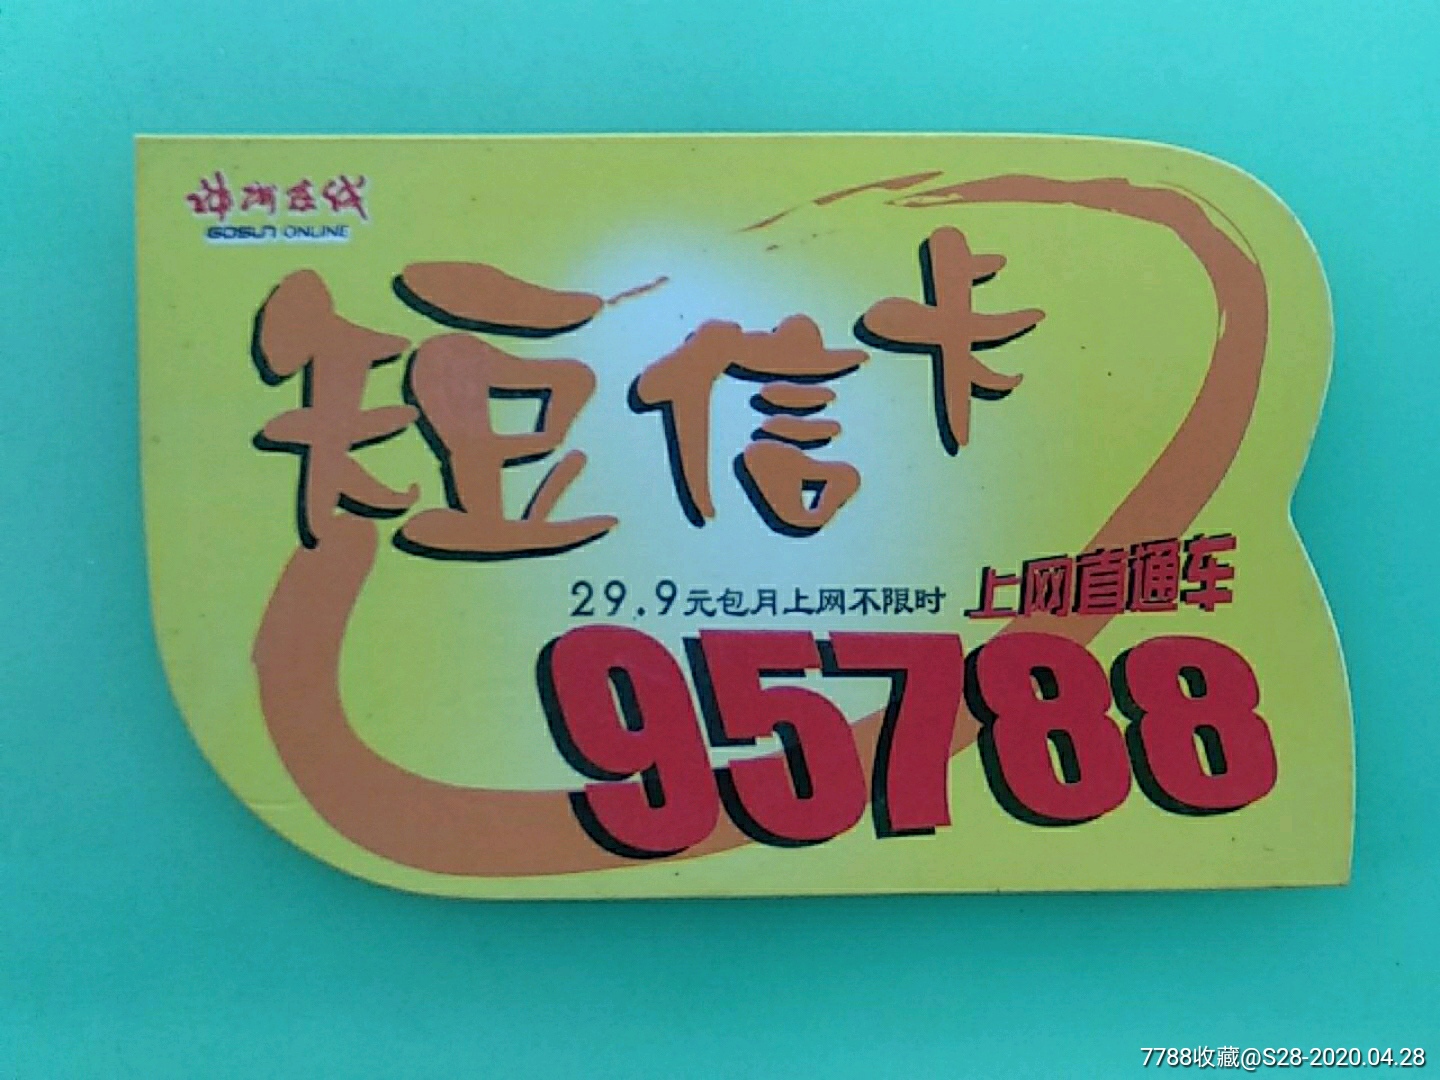 神州在线
GOSUN ONLINE
短信卡
29.9元包月上网不限时 上网直通车
95788
7788收藏@S28-2020.04.28